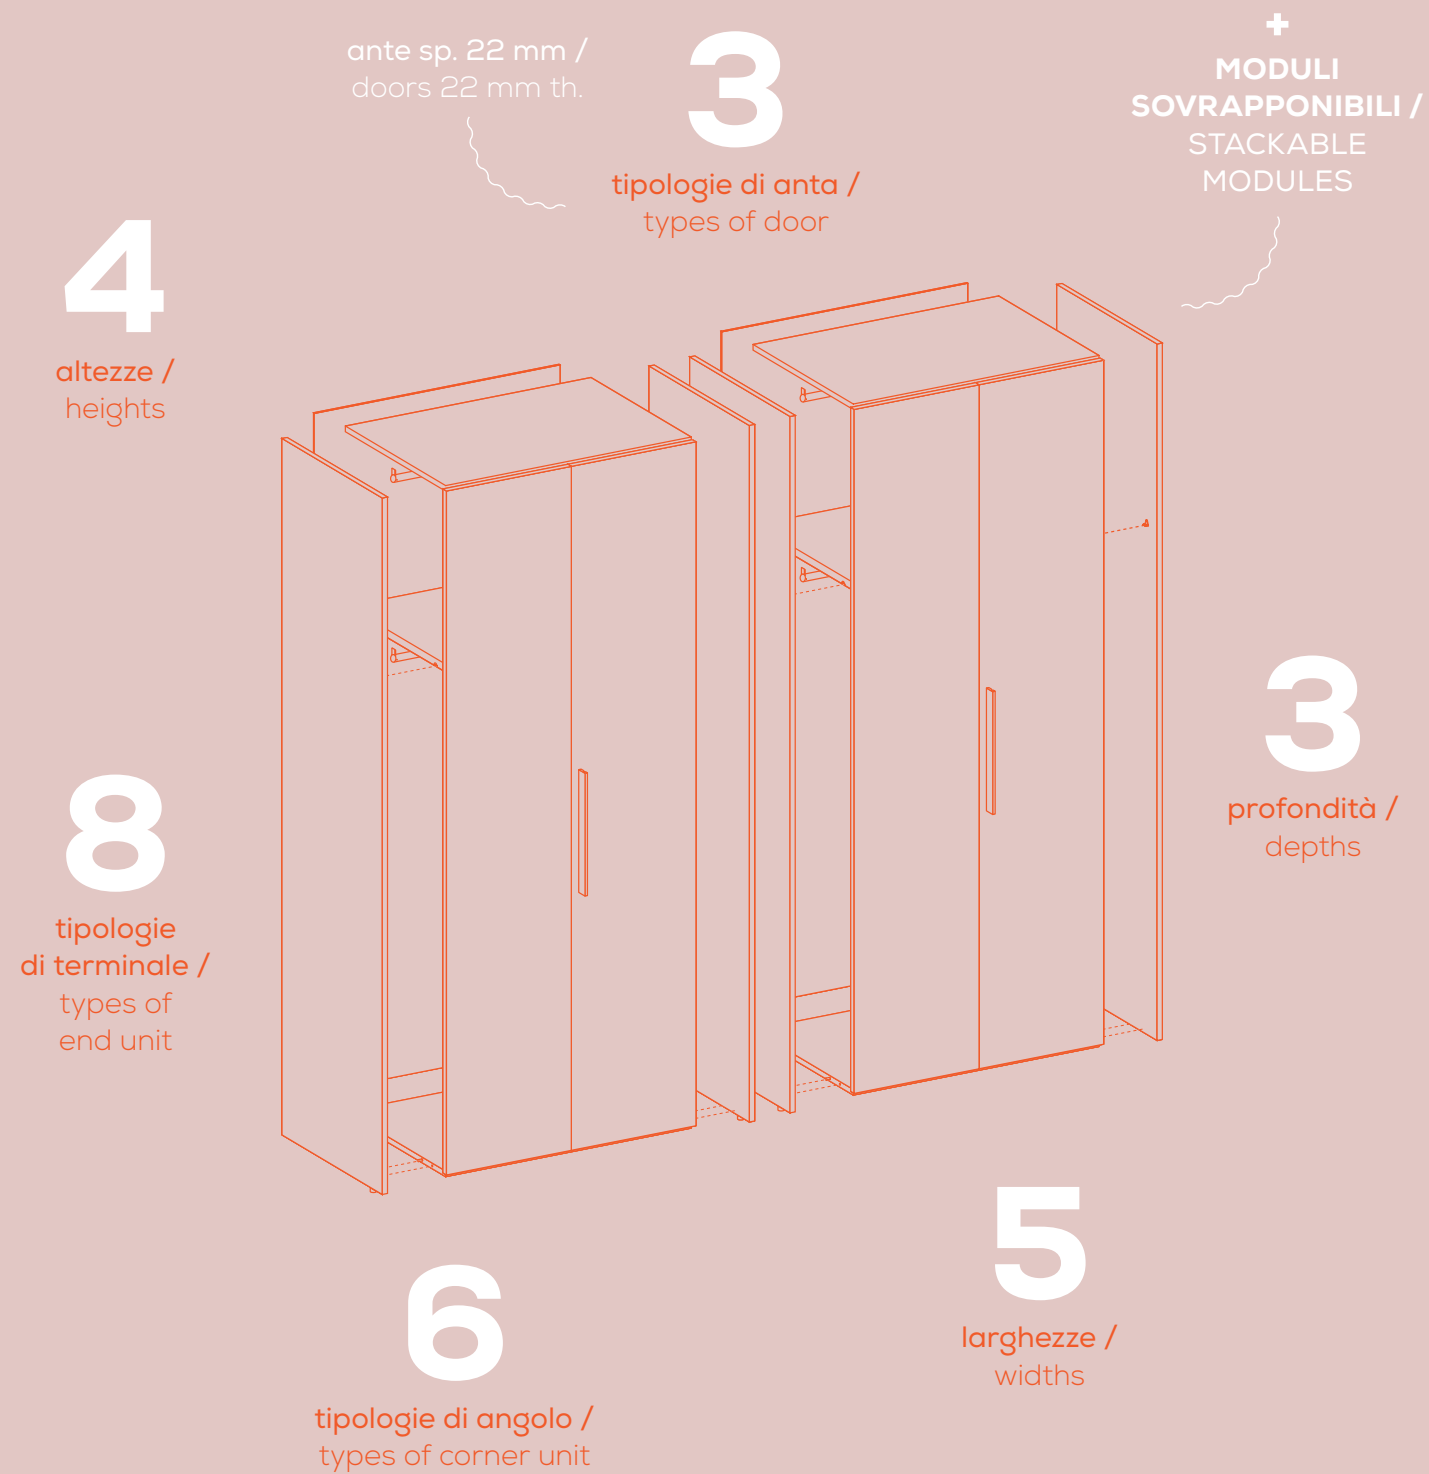 ante sp. 22 mm /
doors 22 mm th.
3
tipologie di anta /
types of door
+
MODULI
SOVRAPPONIBILI /
STACKABLE
MODULES
4
altezze /
heights
3
profondità /
depths
8
tipologie
di terminale /
types of
end unit
5
larghezze /
widths
6
tipologie di angolo /
types of corner unit